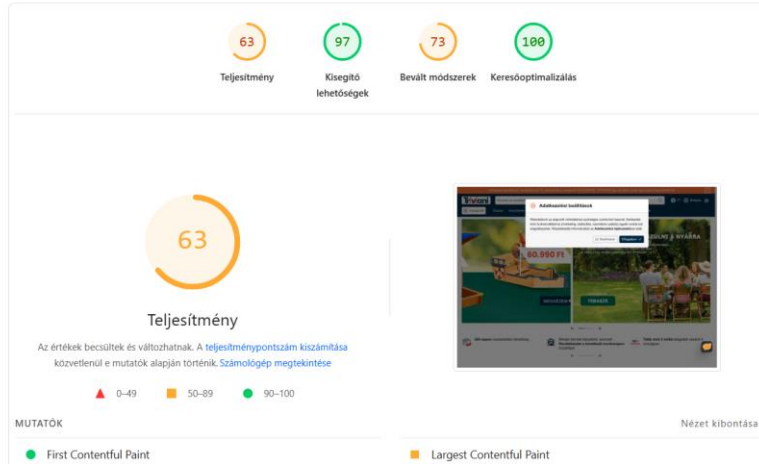 63
97
73
100
Teljesítmény
Kisegítő
lehetőségek
Bevált módszerek
Keresőoptimalizálás
63
Teljesítmény
Az értékek becsültek és változhatnak. A teljesítménypontszám kiszámítása
közvetlenül e mutatók alapján történik. Számológép megtekintése
0–49
50–89
90–100
Adatkezelési beállítások
60.990 Ft
MUTATÓK
Nézet kibontása
First Contentful Paint
Largest Contentful Paint